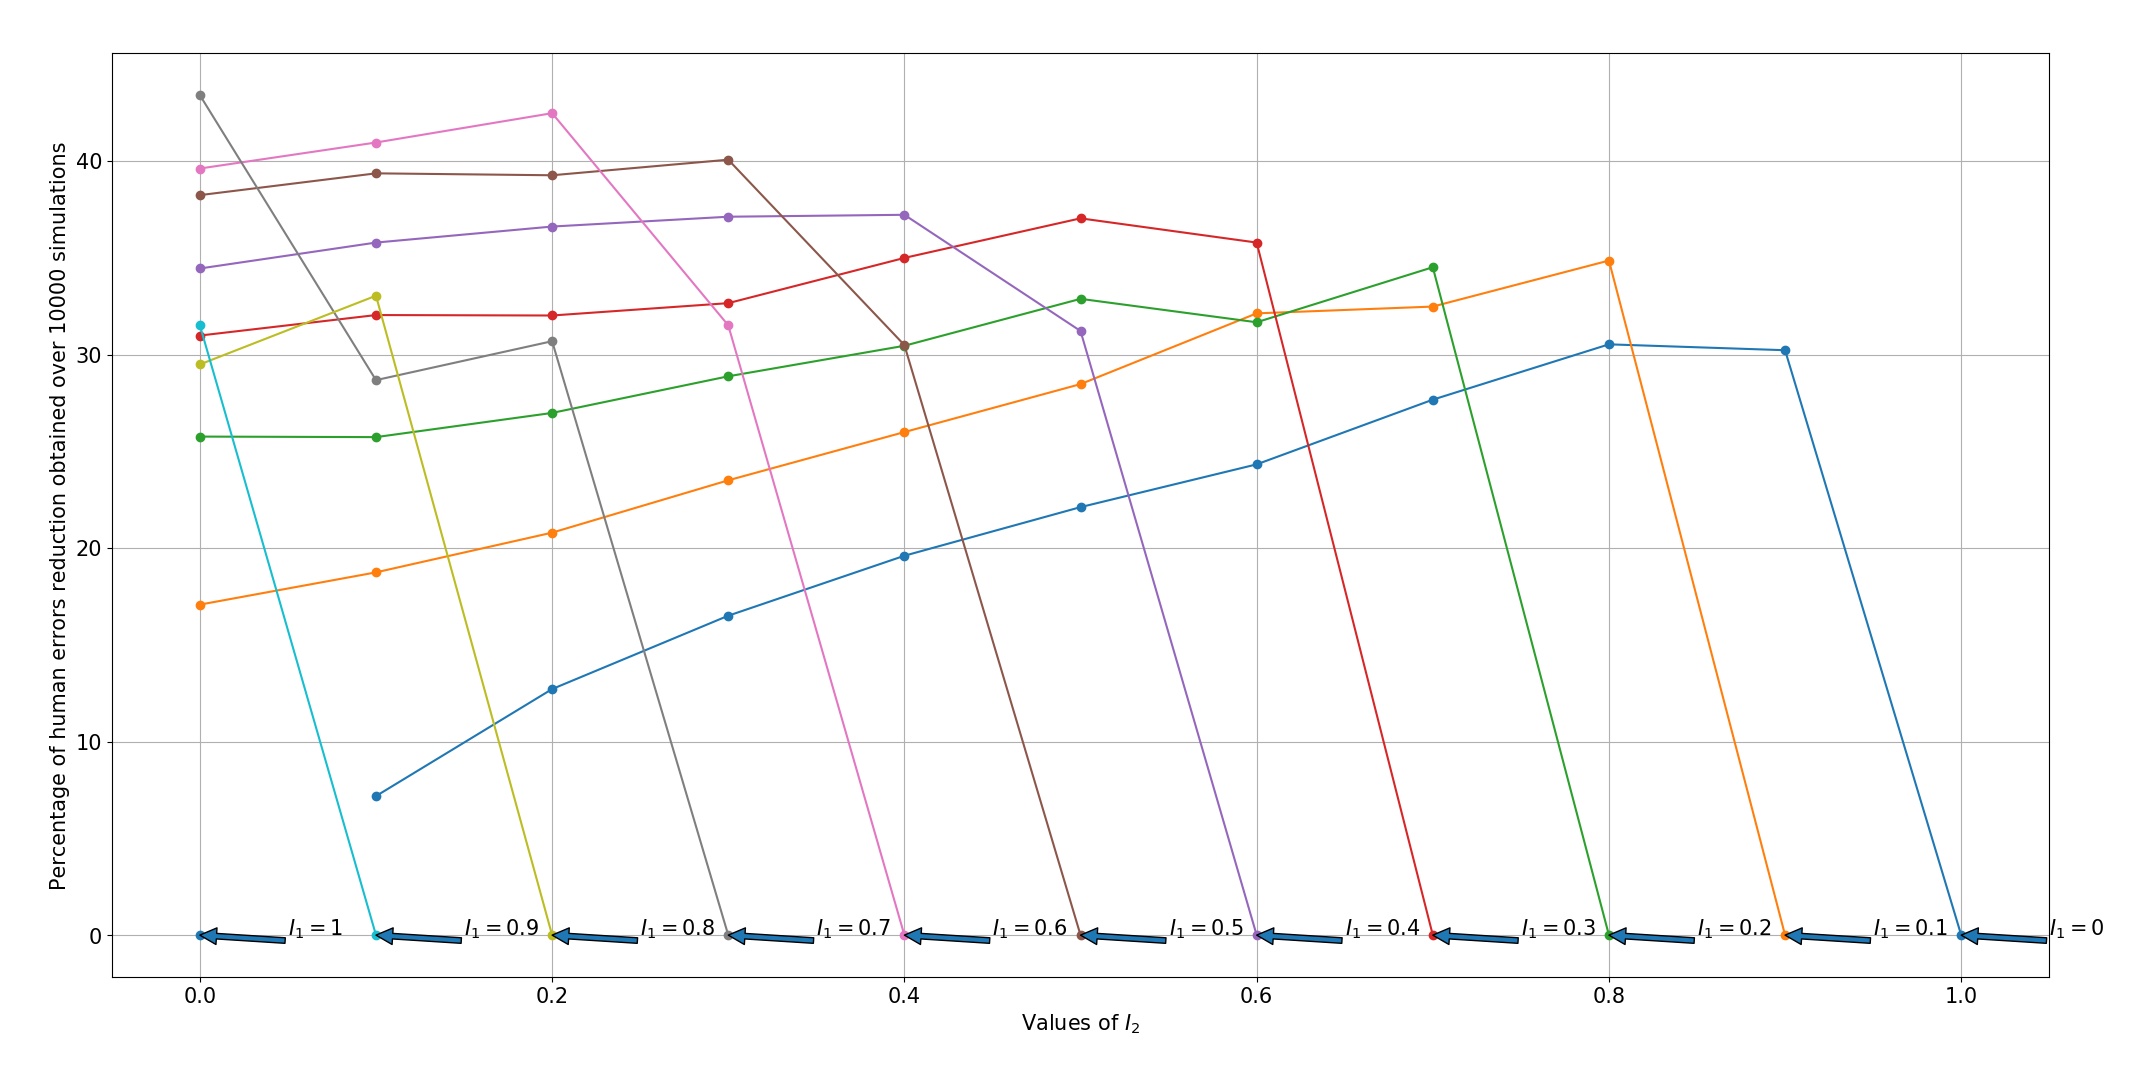 Percentage of human errors reduction obtained over 10000 simulations
40
30
20
10
0
I₁ = 1
I₁ = 0.9
I₁ = 0.8
I₁ = 0.7
I₁ = 0.6
I₁ = 0.5
I₁ = 0.4
I₁ = 0.3
I₁ = 0.2
I₁ = 0.1
I₁ = 0
0.0 0.2 0.4 0.6 0.8 1.0
Values of I₂